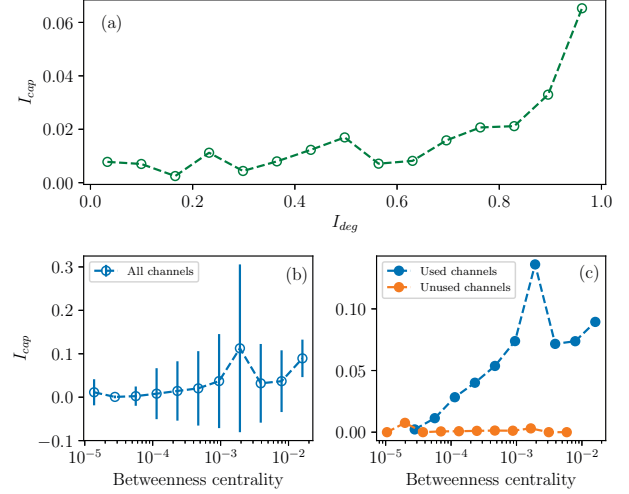 (a)
I_cap
0.06
0.04
0.02
0.00
0.0 0.2 0.4 0.6 0.8 1.0
I_deg
(b)
All channels
I_cap
0.3
0.2
0.1
0.0
−0.1
10^−5 10^−4 10^−3 10^−2
Betweenness centrality
(c)
Used channels
Unused channels
0.10
0.05
0.00
10^−5 10^−4 10^−3 10^−2
Betweenness centrality